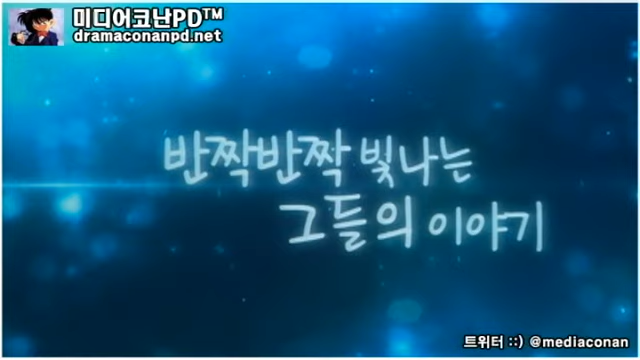 미디어코난PD™
dramaconanpd.net
반짝반짝 빛나는
그들의 이야기
트위터 ::) @mediaconan